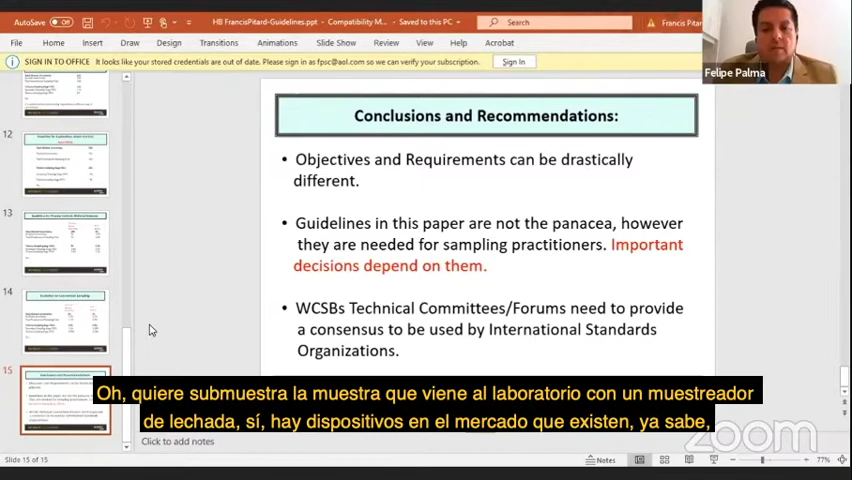 AutoSave Off
HB FrancisPitard-Guidelines.ppt - Compatibility M...
Saved to this PC
Search
Francis Pitard
File Home Insert Draw Design Transitions Animations Slide Show Review View Help Acrobat
SIGN IN TO OFFICE It looks like your stored credentials are out of date. Please sign in as fpsc@aol.com so we can verify your subscription. Sign In
Felipe Palma
12
13
14
15
Conclusions and Recommendations:
• Objectives and Requirements can be drastically
different.
• Guidelines in this paper are not the panacea, however
they are needed for sampling practitioners. Important
decisions depend on them.
• WCSBs Technical Committees/Forums need to provide
a consensus to be used by International Standards
Organizations.
Oh, quiere submuestra la muestra que viene al laboratorio con un muestreador
de lechada, sí, hay dispositivos en el mercado que existen, ya sabe,
Click to add notes
zoom
Slide 15 of 15
Notes
77%